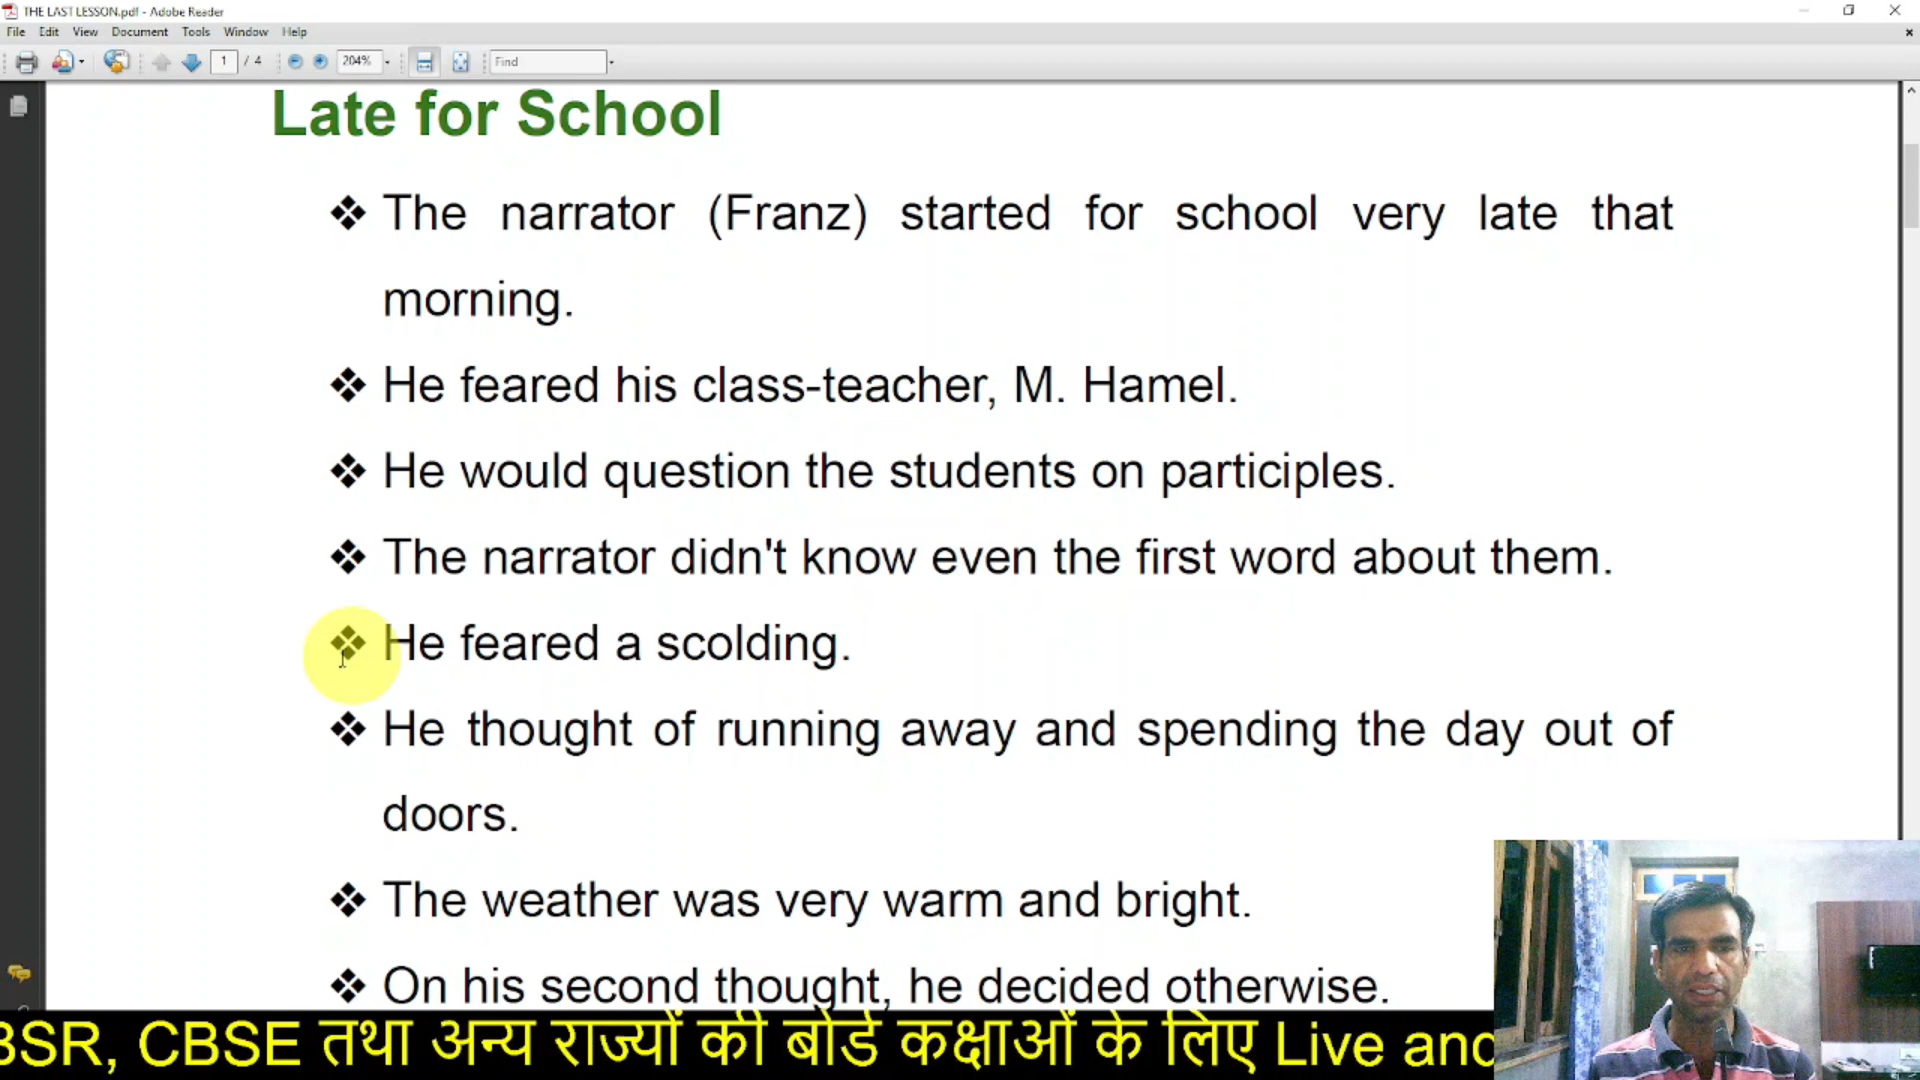 THE LAST LESSON.pdf - Adobe Reader
File Edit View Document Tools Window Help
1 / 4 204% Find
Late for School
❖ The narrator (Franz) started for school very late that
morning.
❖ He feared his class-teacher, M. Hamel.
❖ He would question the students on participles.
❖ The narrator didn't know even the first word about them.
❖ He feared a scolding.
❖ He thought of running away and spending the day out of
doors.
❖ The weather was very warm and bright.
❖ On his second thought, he decided otherwise.
BSR, CBSE तथा अन्य राज्यों की बोर्ड कक्षाओं के लिए Live and